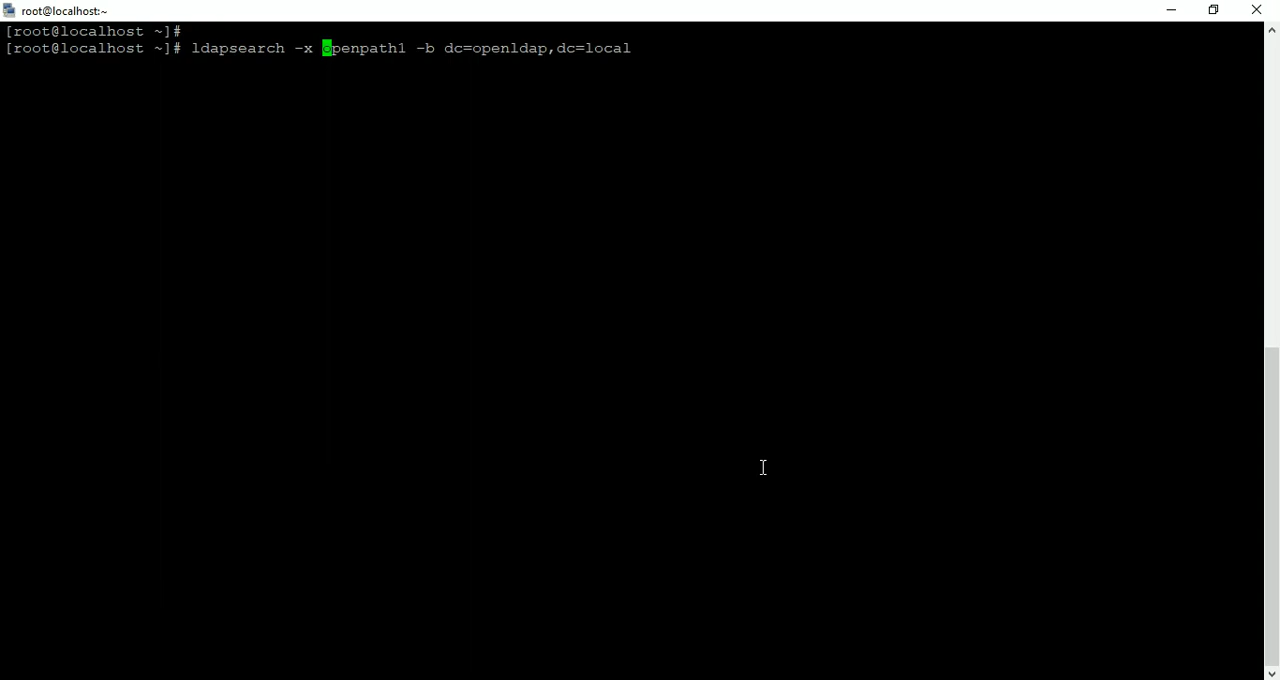 root@localhost:~
[root@localhost ~]#
[root@localhost ~]# ldapsearch -x openpath1 -b dc=openldap,dc=local